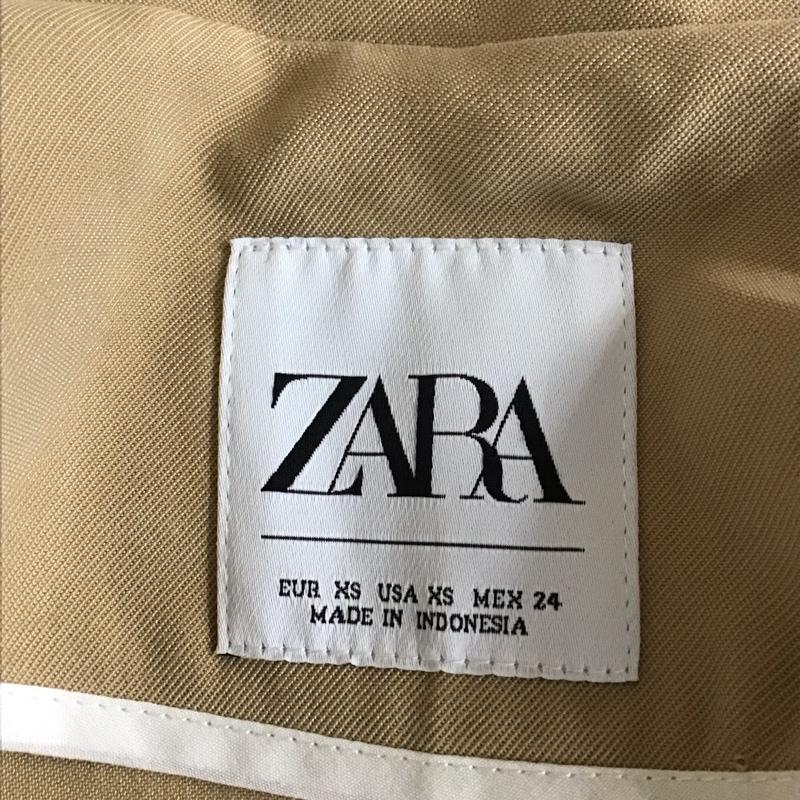 ZARA
EUR XS USA XS MEX 24
MADE IN INDONESIA